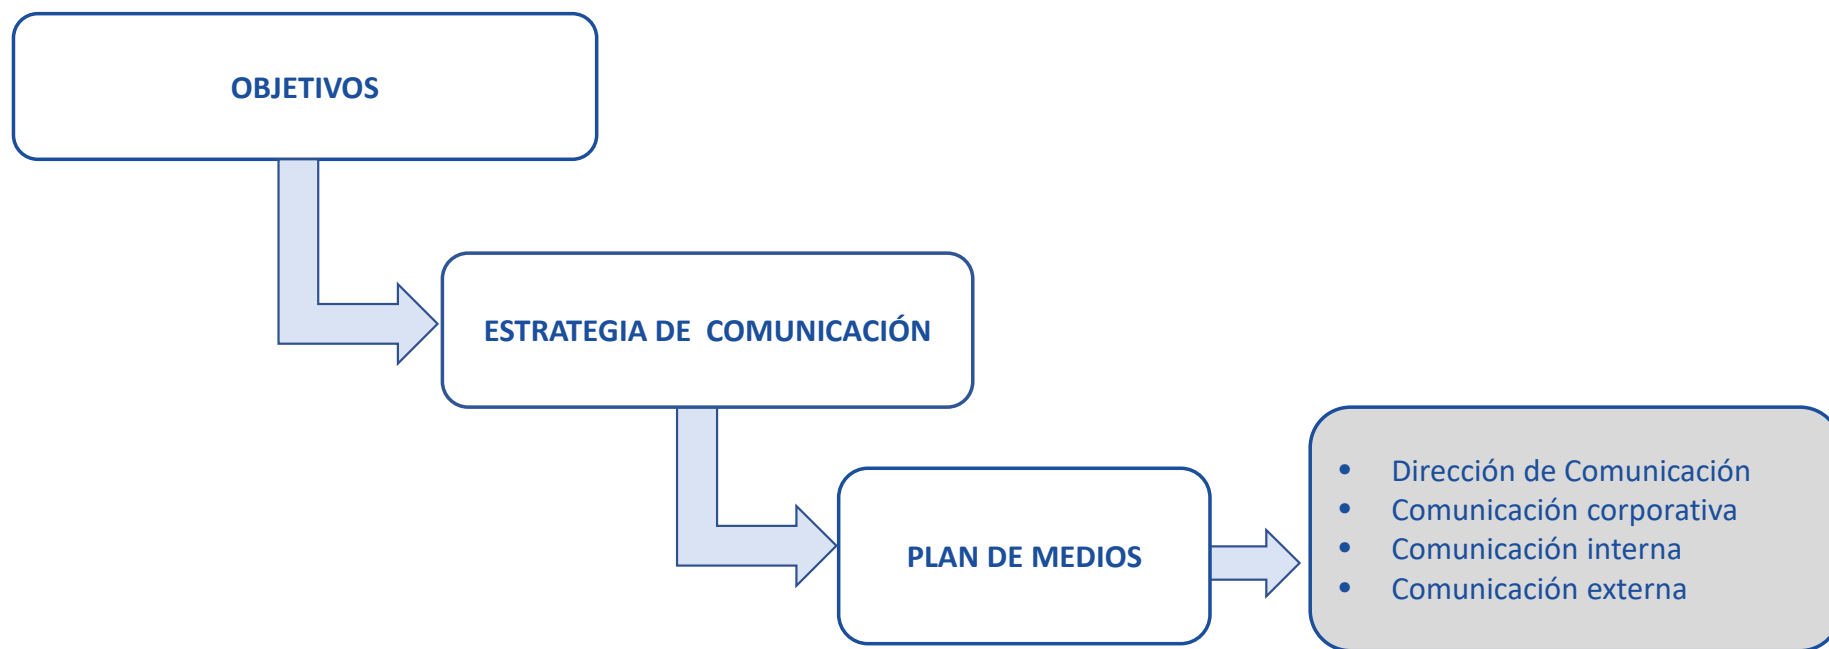 OBJETIVOS
ESTRATEGIA DE  COMUNICACIÓN
PLAN DE MEDIOS
• Dirección de Comunicación
• Comunicación corporativa
• Comunicación interna
• Comunicación externa